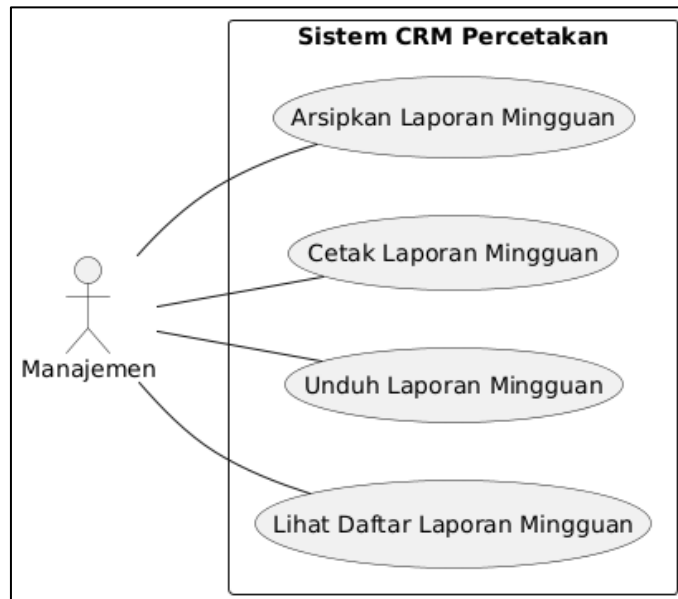 Sistem CRM Percetakan
Arsipkan Laporan Mingguan
Cetak Laporan Mingguan
Manajemen
Unduh Laporan Mingguan
Lihat Daftar Laporan Mingguan